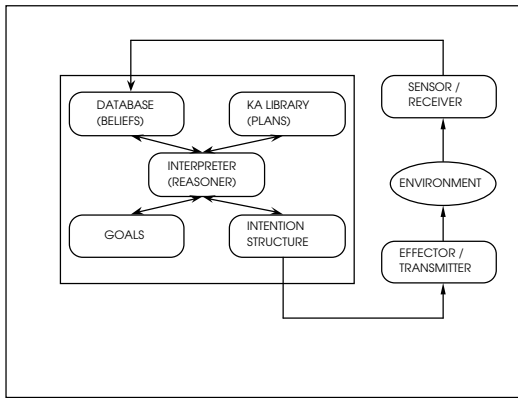 DATABASE
(BELIEFS)
KA LIBRARY
(PLANS)
INTERPRETER
(REASONER)
GOALS
INTENTION
STRUCTURE
SENSOR /
RECEIVER
ENVIRONMENT
EFFECTOR /
TRANSMITTER